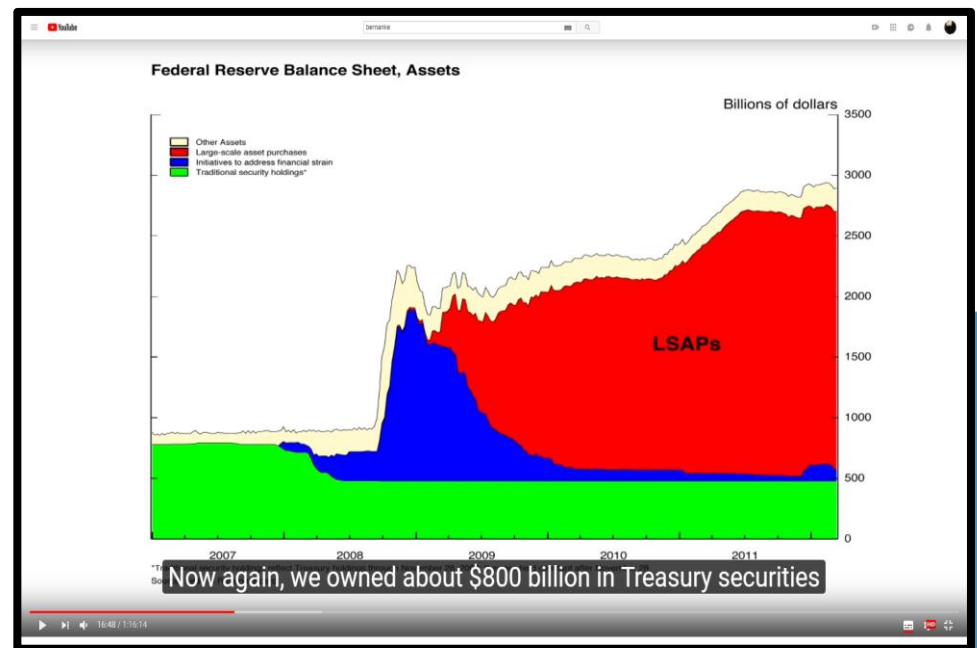 YouTube
bernanke
Federal Reserve Balance Sheet, Assets
Billions of dollars
Other Assets
Large-scale asset purchases
Initiatives to address financial strain
Traditional security holdings*
3500
3000
2500
2000
1500
1000
500
0
LSAPs
2007 2008 2009 2010 2011
Now again, we owned about $800 billion in Treasury securities
16:48 / 1:16:14
HD